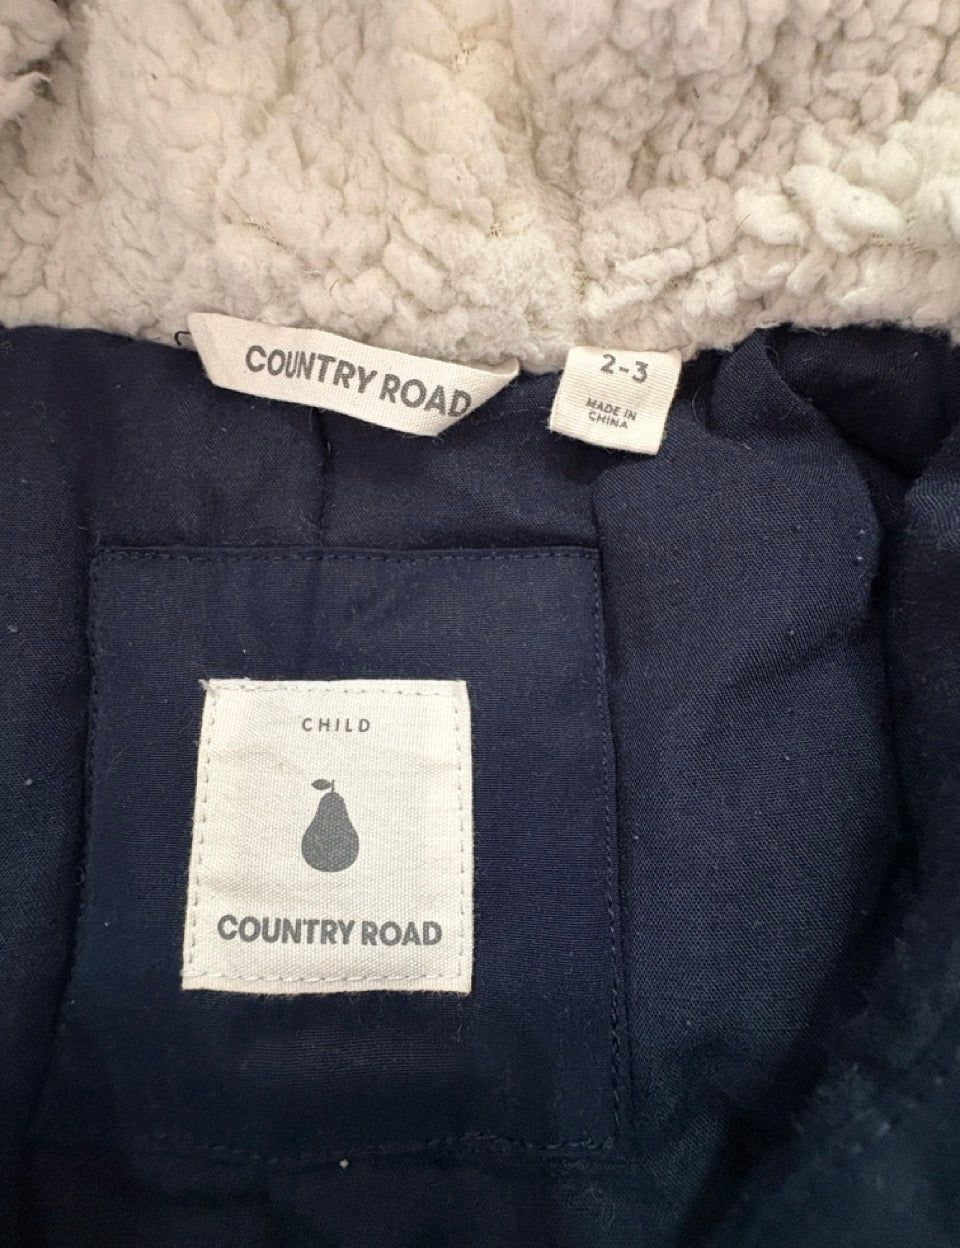 COUNTRY ROAD
2-3
MADE IN
CHINA
CHILD
COUNTRY ROAD